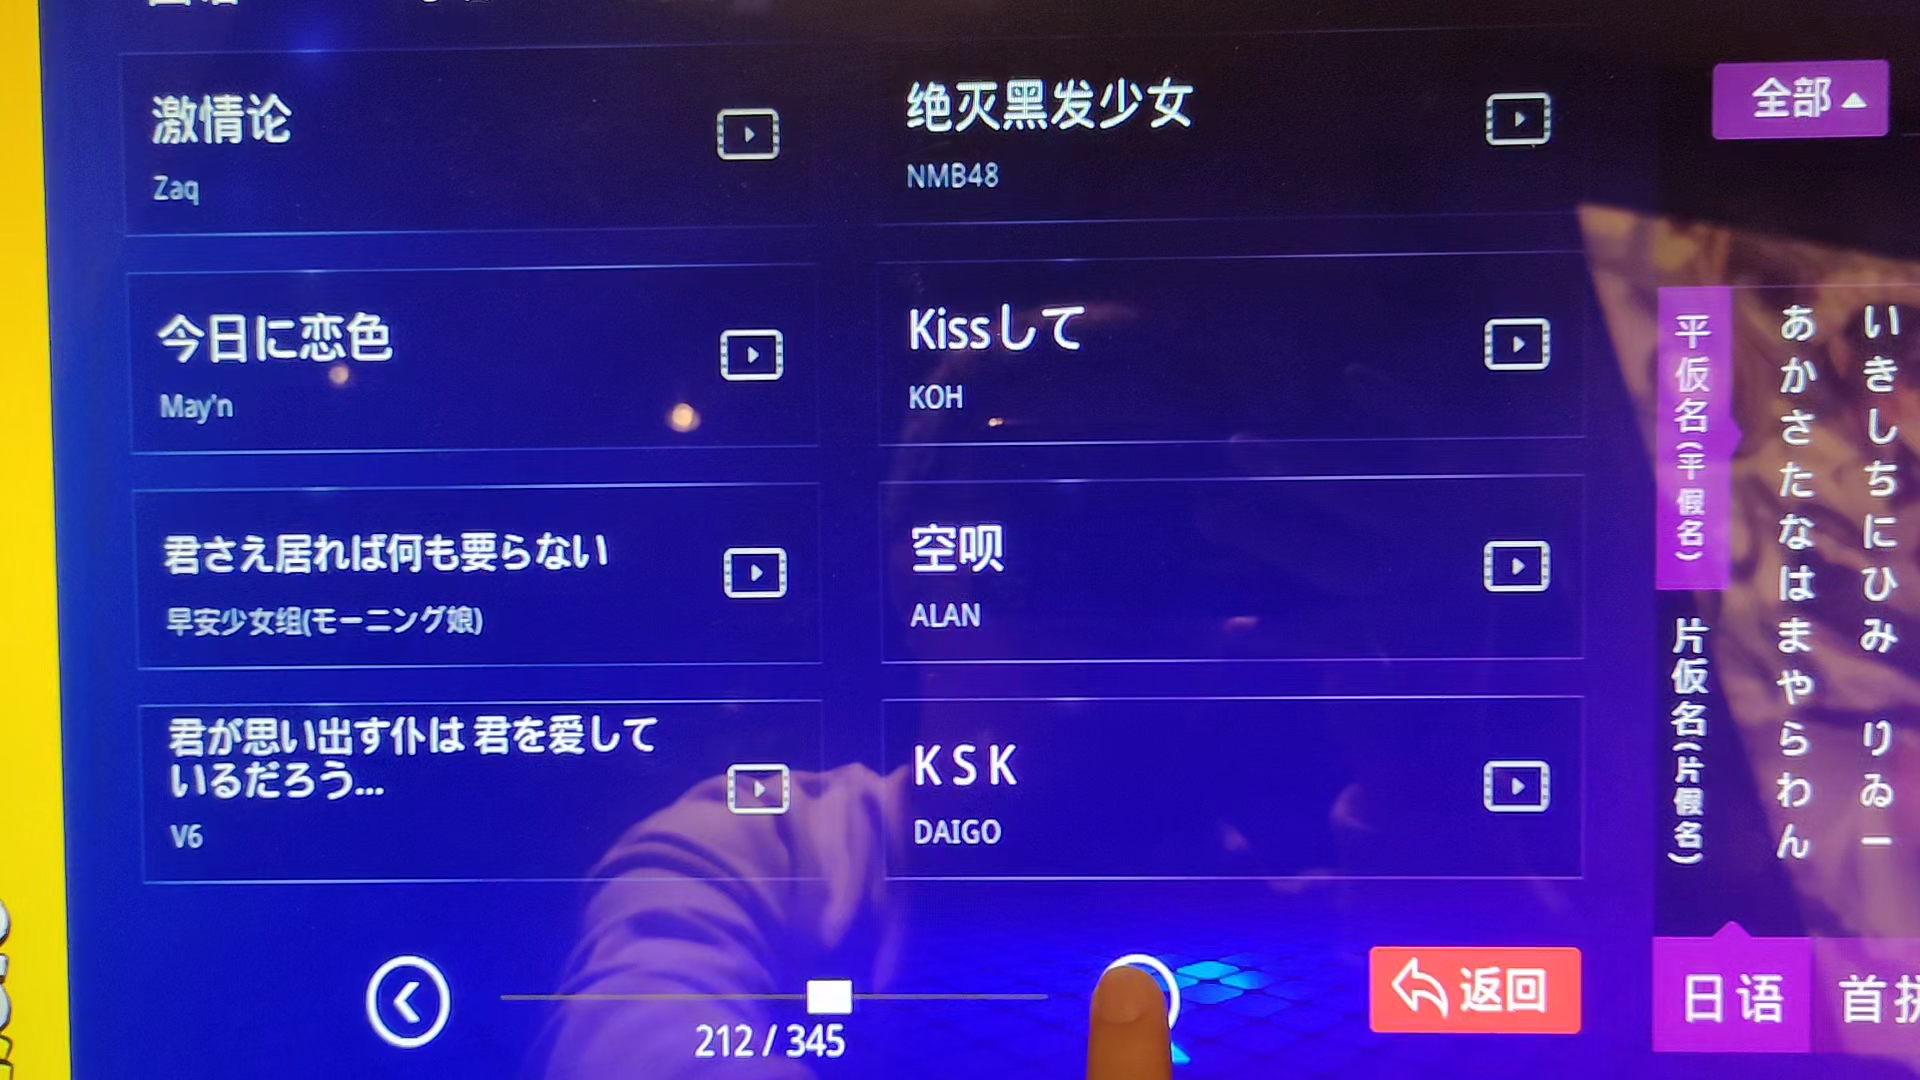 激情论
Zaq
绝灭黑发少女
NMB48
今日に恋色
May'n
Kissして
KOH
君さえ居れば何も要らない
早安少女组(モーニング娘)
空呗
ALAN
君が思い出す仆は 君を爱して
いるだろう...
V6
K S K
DAIGO
212 / 345
返回
全部
平仮名(平假名)
片仮名(片假名)
あかさたなはまやらわん
いきしちにひみ りゐー
日语
首拼